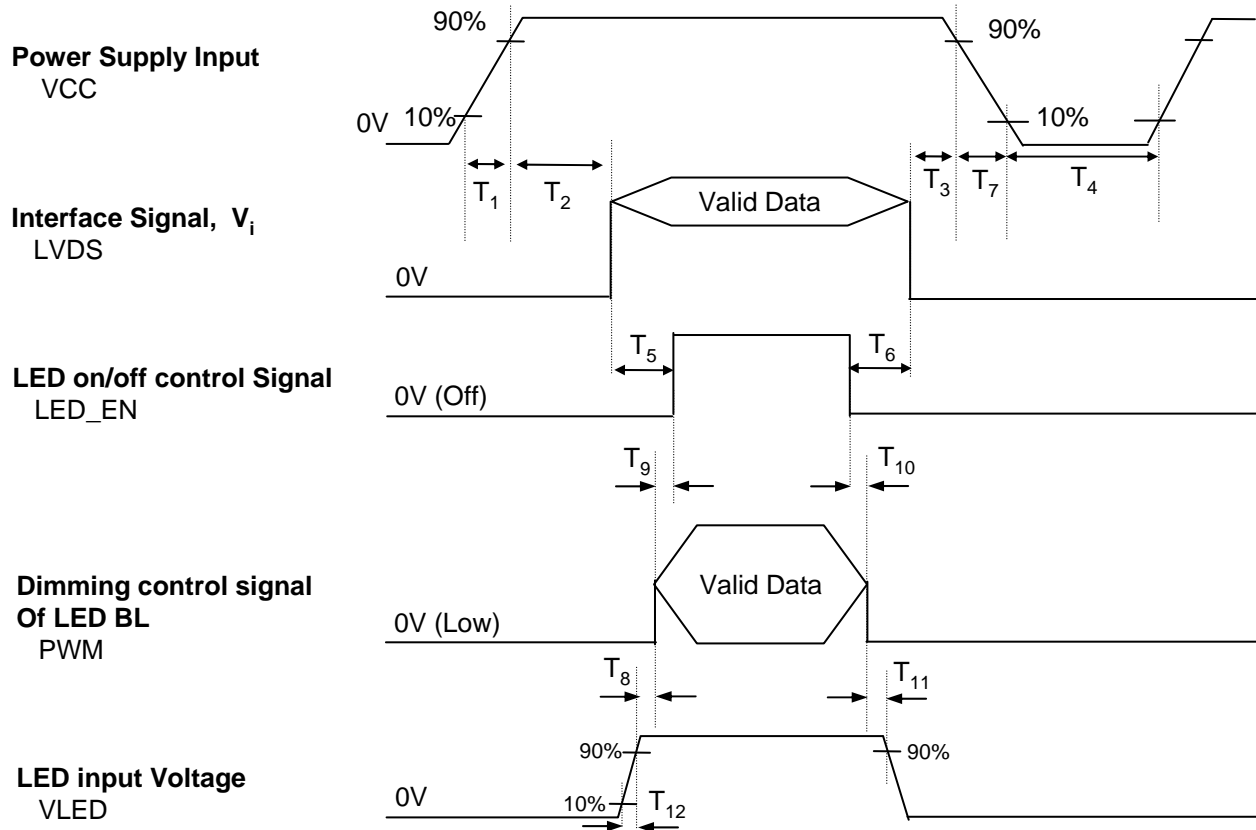 90%
90%
Power Supply Input
VCC
10%
10%
0V
T1
T2
T3
T7
T4
Valid Data
Interface Signal, Vi
LVDS
0V
T5
T6
LED on/off control Signal
LED_EN
0V (Off)
T9
T10
Dimming control signal
Of LED BL
PWM
Valid Data
0V (Low)
T8
T11
90%
90%
LED input Voltage
VLED
0V
10%
T12